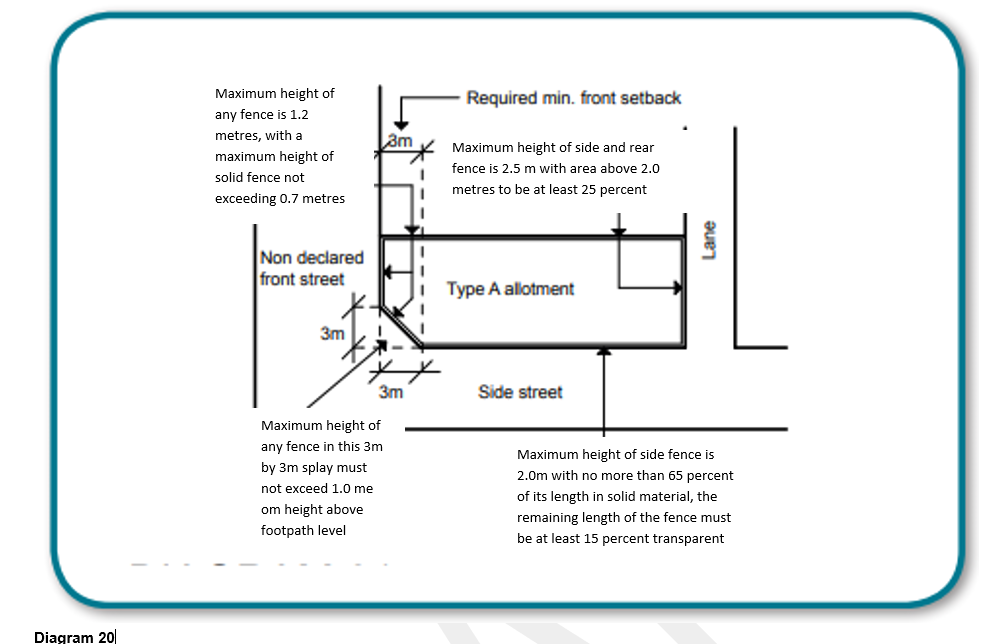 Maximum height of
any fence is 1.2
metres, with a
maximum height of
solid fence not
exceeding 0.7 metres
Required min. front setback
3m
Maximum height of side and rear
fence is 2.5 m with area above 2.0
metres to be at least 25 percent
Non declared
front street
Type A allotment
Lane
3m
3m
Side street
Maximum height of
any fence in this 3m
by 3m splay must
not exceed 1.0 me
om height above
footpath level
Maximum height of side fence is
2.0m with no more than 65 percent
of its length in solid material, the
remaining length of the fence must
be at least 15 percent transparent
Diagram 20